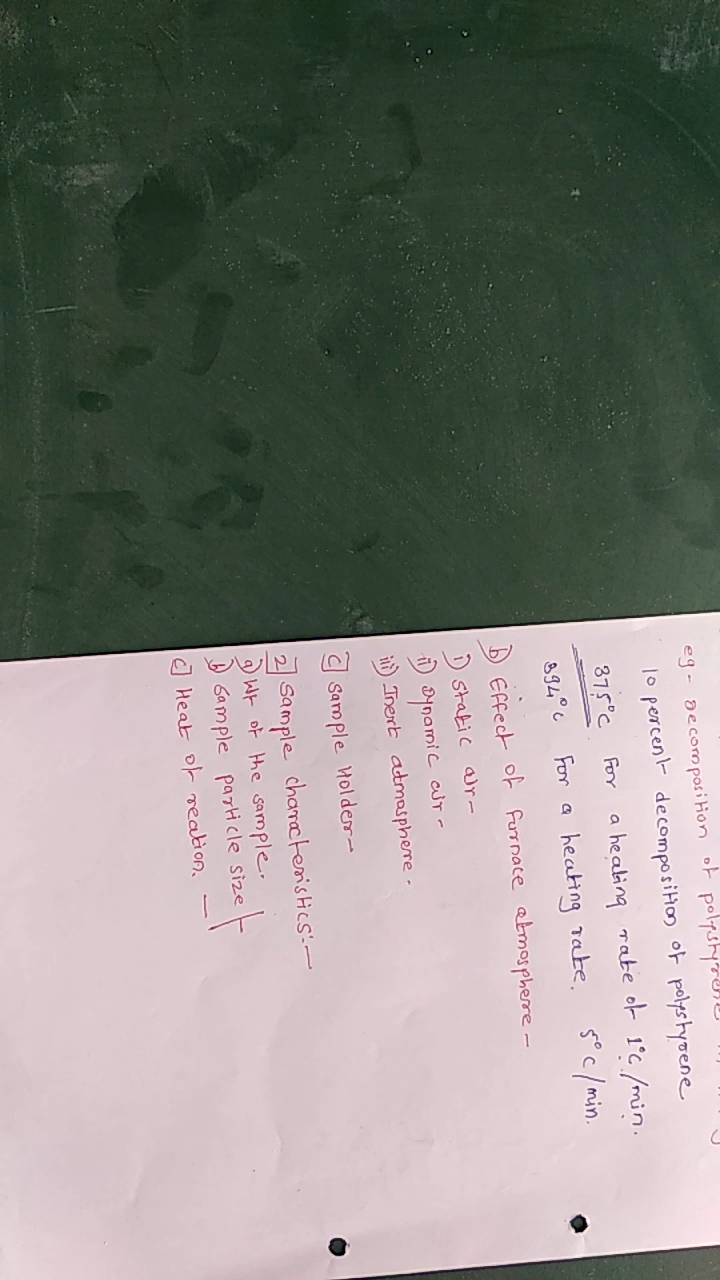 eg - decomposition of polystyrene
10 percent decomposition of polystyrene
375°C For a heating rate of 1°C/min.
394°C For a heating rate. 5°C/min.
b) Effect of furnace atmosphere -
i) Static air -
ii) Dynamic air -
iii) Inert atmosphere.
c] Sample Holder -
2] Sample characteristics:-
a) Wt of the sample.
b) Sample particle size
c] Heat of reation. -